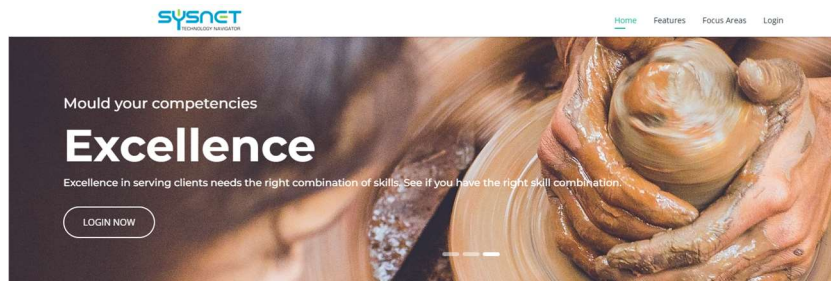 SYSNET
TECHNOLOGY NAVIGATOR
Home Features Focus Areas Login
Mould your competencies
Excellence
Excellence in serving clients needs the right combination of skills. See if you have the right skill combination.
LOGIN NOW